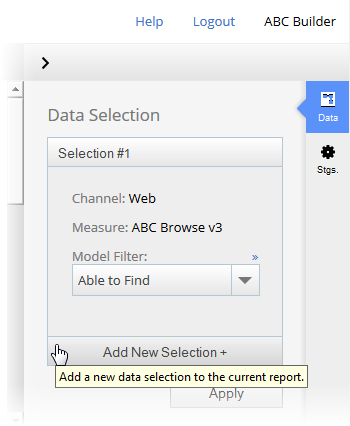 Help Logout ABC Builder
Data Selection
Data
Selection #1
Stgs.
Channel: Web
Measure: ABC Browse v3
Model Filter: »
Able to Find
Add New Selection +
Add a new data selection to the current report.
Apply